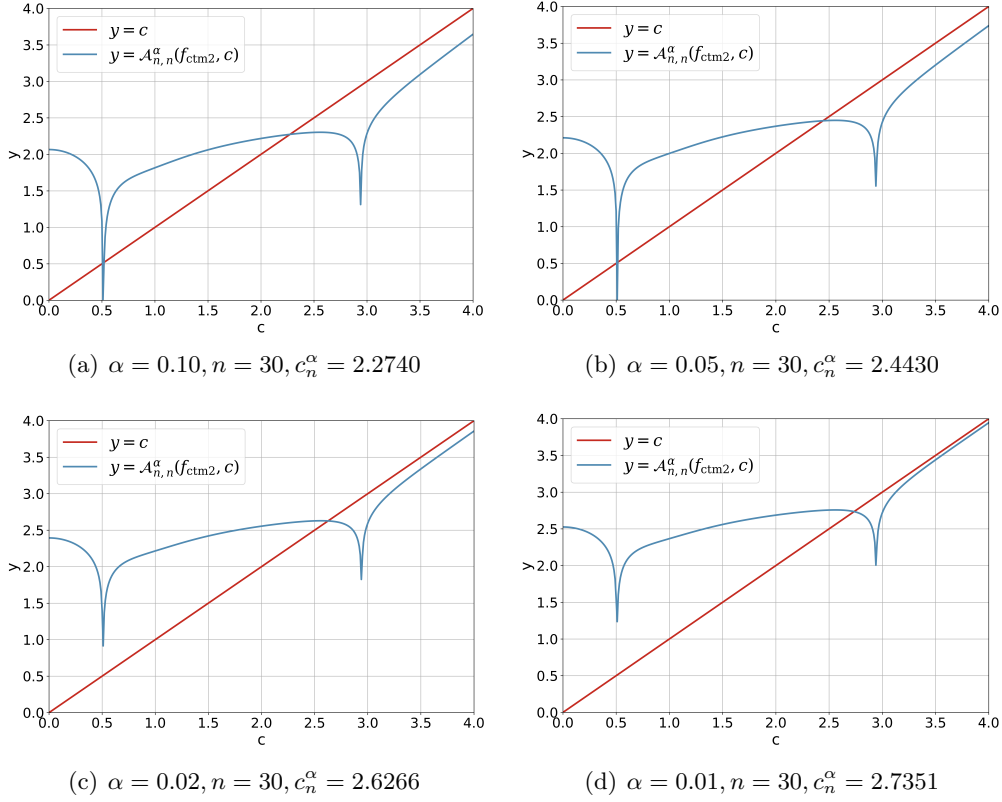 4.0
3.5
3.0
2.5
2.0
1.5
1.0
0.5
0.0
y
y = c
y = 𝒜^α_{n, n}(f_ctm2, c)
0.0 0.5 1.0 1.5 2.0 2.5 3.0 3.5 4.0
c
(a) α = 0.10, n = 30, c^α_n = 2.2740
4.0
3.5
3.0
2.5
2.0
1.5
1.0
0.5
0.0
y
y = c
y = 𝒜^α_{n, n}(f_ctm2, c)
0.0 0.5 1.0 1.5 2.0 2.5 3.0 3.5 4.0
c
(b) α = 0.05, n = 30, c^α_n = 2.4430
4.0
3.5
3.0
2.5
2.0
1.5
1.0
0.5
0.0
y
y = c
y = 𝒜^α_{n, n}(f_ctm2, c)
0.0 0.5 1.0 1.5 2.0 2.5 3.0 3.5 4.0
c
(c) α = 0.02, n = 30, c^α_n = 2.6266
4.0
3.5
3.0
2.5
2.0
1.5
1.0
0.5
0.0
y
y = c
y = 𝒜^α_{n, n}(f_ctm2, c)
0.0 0.5 1.0 1.5 2.0 2.5 3.0 3.5 4.0
c
(d) α = 0.01, n = 30, c^α_n = 2.7351